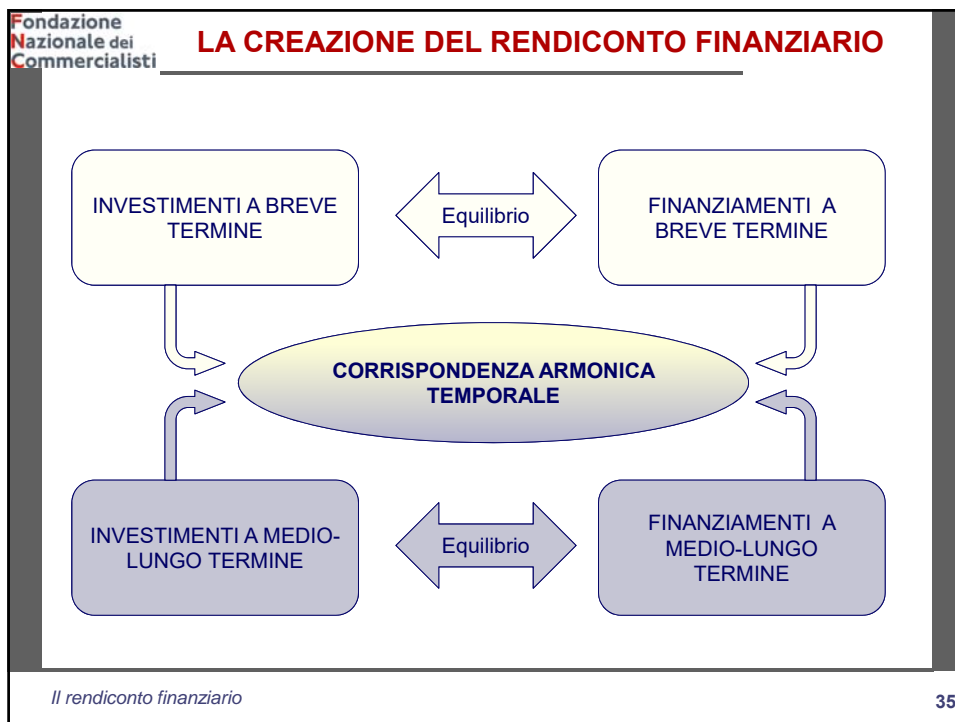 Fondazione
Nazionale dei
Commercialisti
LA CREAZIONE DEL RENDICONTO FINANZIARIO
INVESTIMENTI A BREVE
TERMINE
Equilibrio
FINANZIAMENTI A
BREVE TERMINE
CORRISPONDENZA ARMONICA
TEMPORALE
INVESTIMENTI A MEDIO-
LUNGO TERMINE
Equilibrio
FINANZIAMENTI A
MEDIO-LUNGO
TERMINE
Il rendiconto finanziario
35